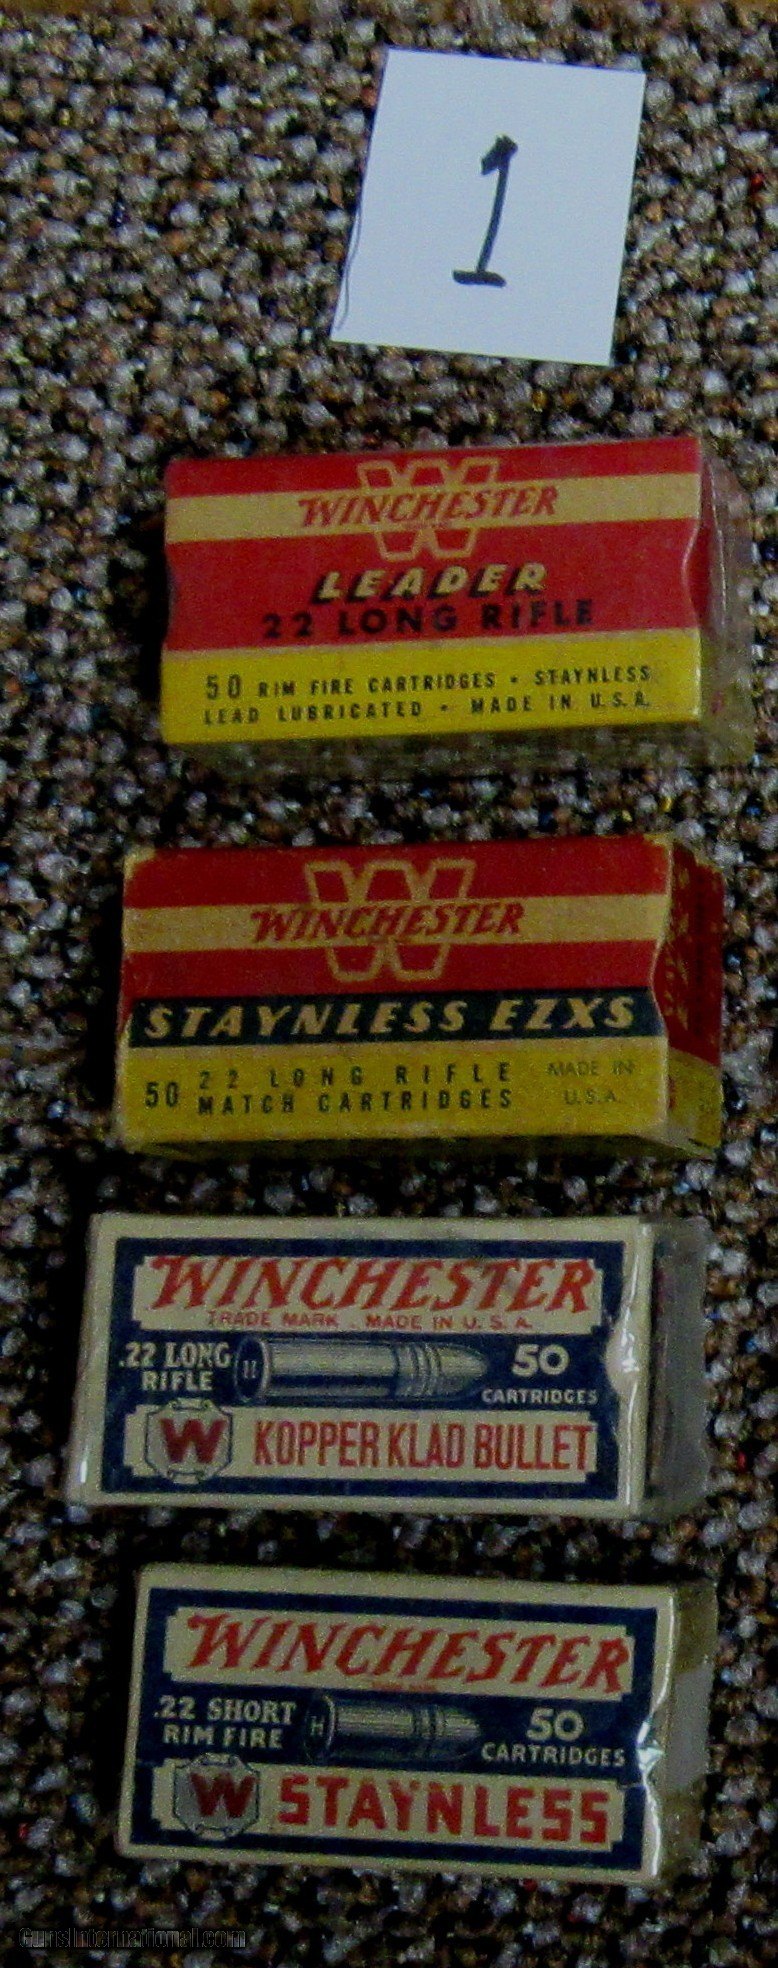 1
WINCHESTER
LEADER
22 LONG RIFLE
50 RIM FIRE CARTRIDGES • STAYNLESS
LEAD LUBRICATED • MADE IN U.S.A.
WINCHESTER
STAYNLESS EZXS
50 22 LONG RIFLE MADE IN
MATCH CARTRIDGES U.S.A.
WINCHESTER
TRADE MARK . MADE IN U.S.A.
.22 LONG
RIFLE
H
50
CARTRIDGES
W KOPPER KLAD BULLET
WINCHESTER
.22 SHORT
RIM FIRE
H
50
CARTRIDGES
W STAYNLESS
GunsInternational.com